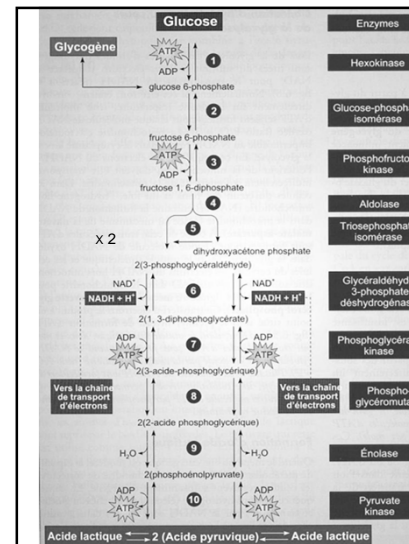 Glucose
Enzymes
Glycogène
ATP
ADP
1
Hexokinase
glucose 6-phosphate
2
Glucose-phosph
isomérase
fructose 6-phosphate
ATP
ADP
3
Phosphofructo
kinase
fructose 1, 6-diphosphate
4
Aldolase
5
Triosephosphat
isomérase
x 2
dihydroxyacétone phosphate
2(3-phosphoglycéraldéhyde)
NAD+
NADH + H+
6
NAD+
NADH + H+
Glycéraldéhyd
3-phosphate
déshydrogénas
2(1, 3-diphosphoglycérate)
ADP
ATP
7
ADP
ATP
Phosphoglycéra
kinase
2(3-acide-phosphoglycérique)
Vers la chaîne
de transport
d'électrons
8
Vers la chaîne
de transport
d'électrons
Phospho-
glycéromuta
2(2-acide phosphoglycérique)
H2O
9
H2O
Énolase
2(phosphoénolpyruvate)
ADP
ATP
10
ADP
ATP
Pyruvate
kinase
Acide lactique 2 (Acide pyruvique) Acide lactique